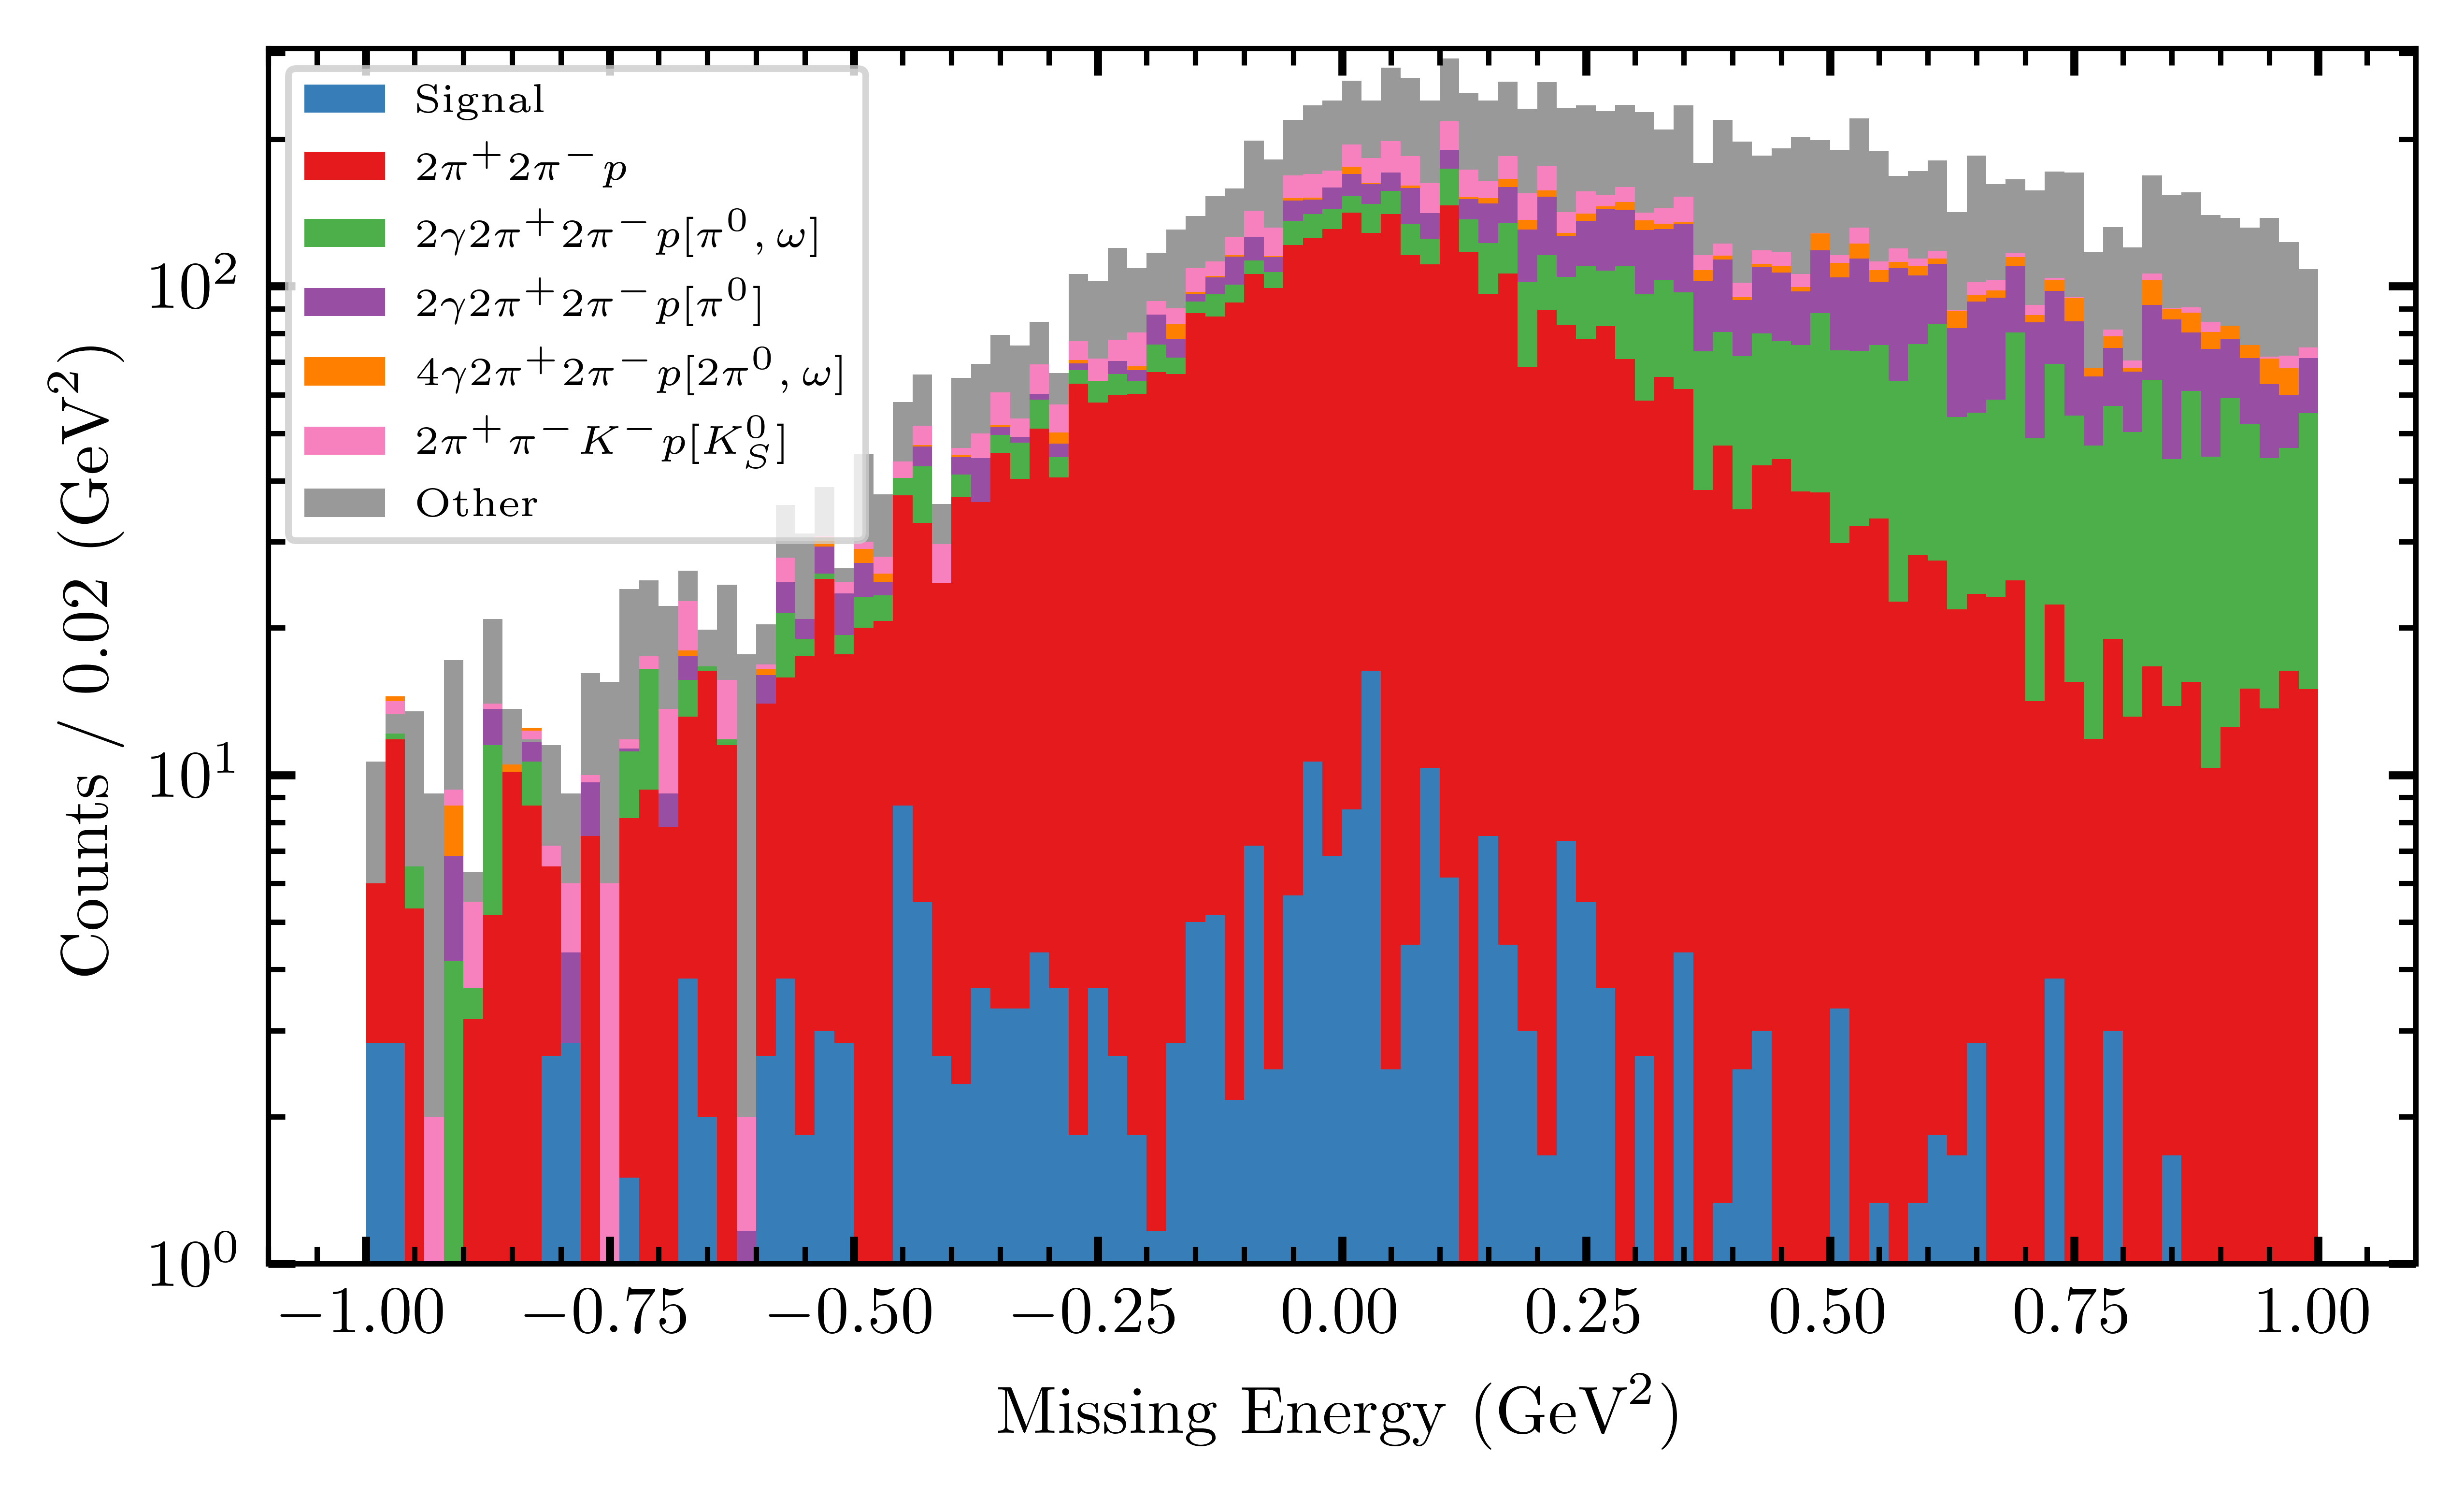 Signal
2π⁺2π⁻p
2γ2π⁺2π⁻p[π⁰, ω]
2γ2π⁺2π⁻p[π⁰]
4γ2π⁺2π⁻p[2π⁰, ω]
2π⁺π⁻K⁻p[K_S⁰]
Other
Counts / 0.02 (GeV²)
10²
10¹
10⁰
−1.00 −0.75 −0.50 −0.25 0.00 0.25 0.50 0.75 1.00
Missing Energy (GeV²)